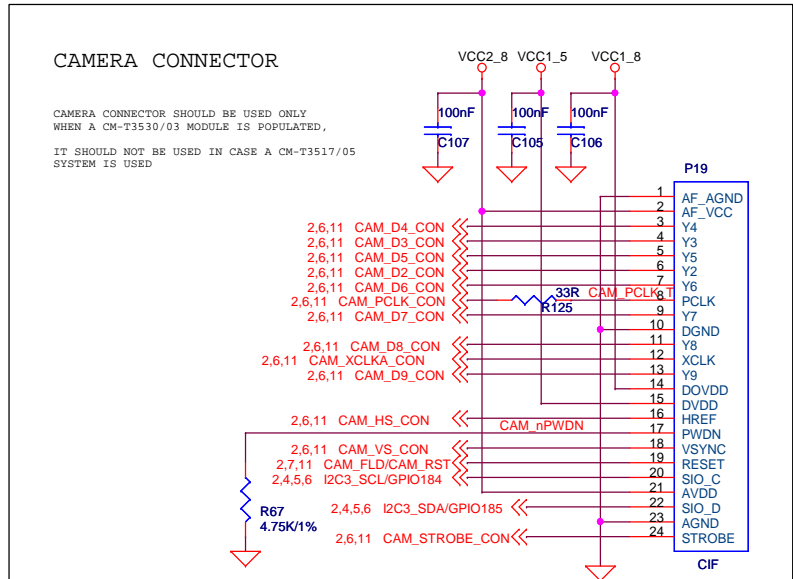 CAMERA CONNECTOR
VCC2_8 VCC1_5 VCC1_8
CAMERA CONNECTOR SHOULD BE USED ONLY
WHEN A CM-T3530/03 MODULE IS POPULATED,
IT SHOULD NOT BE USED IN CASE A CM-T3517/05
SYSTEM IS USED
100nF 100nF 100nF
C107 C105 C106
P19
1 AF_AGND
2 AF_VCC
2,6,11 CAM_D4_CON 3 Y4
2,6,11 CAM_D3_CON 4 Y3
2,6,11 CAM_D5_CON 5 Y5
2,6,11 CAM_D2_CON 6 Y2
2,6,11 CAM_D6_CON 7 Y6
2,6,11 CAM_PCLK_CON 33R CAM_PCLK_T 8 PCLK
R125
2,6,11 CAM_D7_CON 9 Y7
10 DGND
2,6,11 CAM_D8_CON 11 Y8
2,6,11 CAM_XCLKA_CON 12 XCLK
2,6,11 CAM_D9_CON 13 Y9
14 DOVDD
15 DVDD
2,6,11 CAM_HS_CON 16 HREF
CAM_nPWDN 17 PWDN
2,6,11 CAM_VS_CON 18 VSYNC
2,7,11 CAM_FLD/CAM_RST 19 RESET
2,4,5,6 I2C3_SCL/GPIO184 20 SIO_C
21 AVDD
2,4,5,6 I2C3_SDA/GPIO185 22 SIO_D
R67
4.75K/1%
23 AGND
2,6,11 CAM_STROBE_CON 24 STROBE
CIF